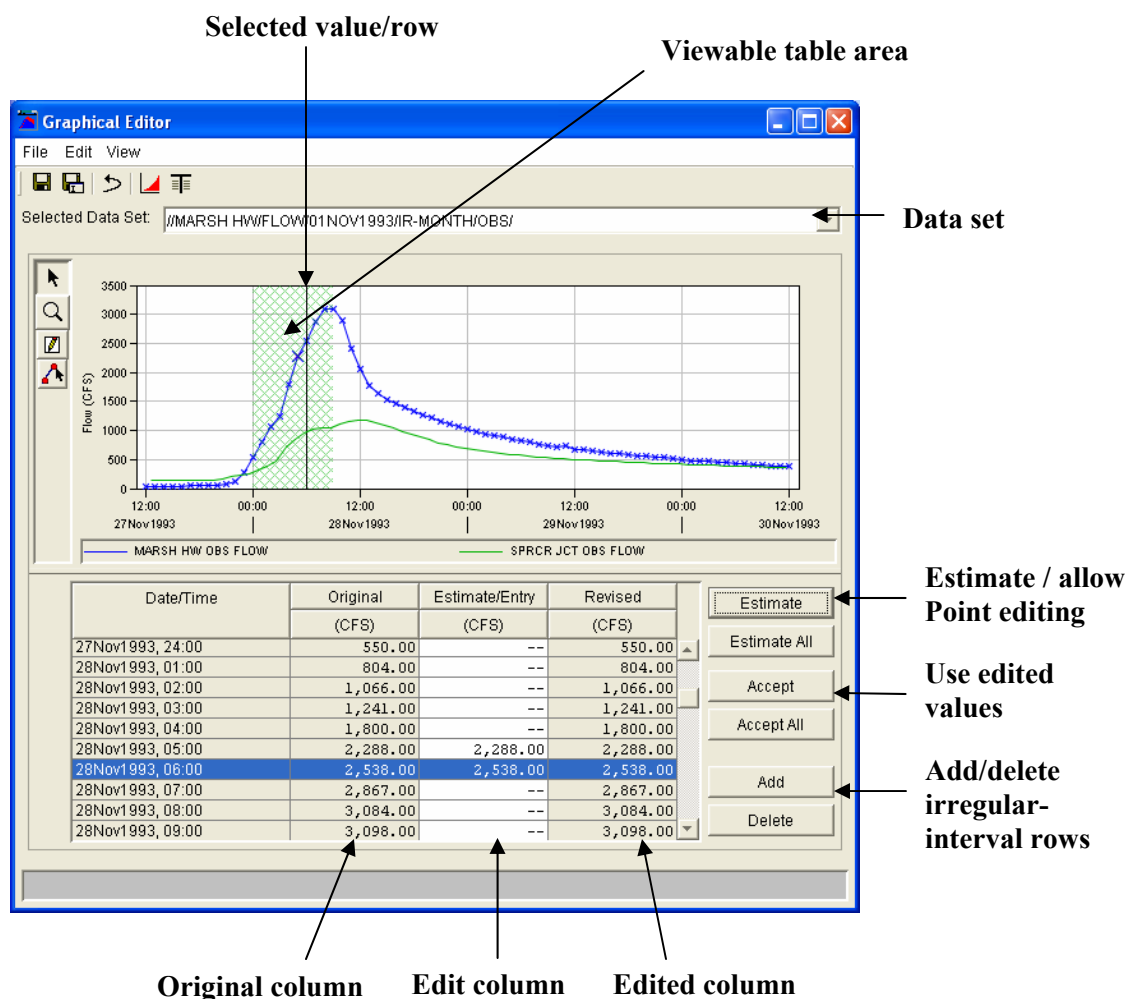 Selected value/row
Viewable table area
Graphical Editor
File Edit View
Selected Data Set: //MARSH HW/FLOW/01NOV1993/IR-MONTH/OBS/
Data set
Flow (CFS)
3500
3000
2500
2000
1500
1000
500
0
12:00 00:00 12:00 00:00 12:00 00:00 12:00
27Nov1993 | 28Nov1993 | 29Nov1993 | 30Nov1993
MARSH HW OBS FLOW SPRCR JCT OBS FLOW
Date/Time Original Estimate/Entry Revised
(CFS) (CFS) (CFS)
27Nov1993, 24:00 550.00 -- 550.00
28Nov1993, 01:00 804.00 -- 804.00
28Nov1993, 02:00 1,066.00 -- 1,066.00
28Nov1993, 03:00 1,241.00 -- 1,241.00
28Nov1993, 04:00 1,800.00 -- 1,800.00
28Nov1993, 05:00 2,288.00 2,288.00 2,288.00
28Nov1993, 06:00 2,538.00 2,538.00 2,538.00
28Nov1993, 07:00 2,867.00 -- 2,867.00
28Nov1993, 08:00 3,084.00 -- 3,084.00
28Nov1993, 09:00 3,098.00 -- 3,098.00
Estimate
Estimate All
Accept
Accept All
Add
Delete
Estimate / allow
Point editing
Use edited
values
Add/delete
irregular-
interval rows
Original column Edit column Edited column